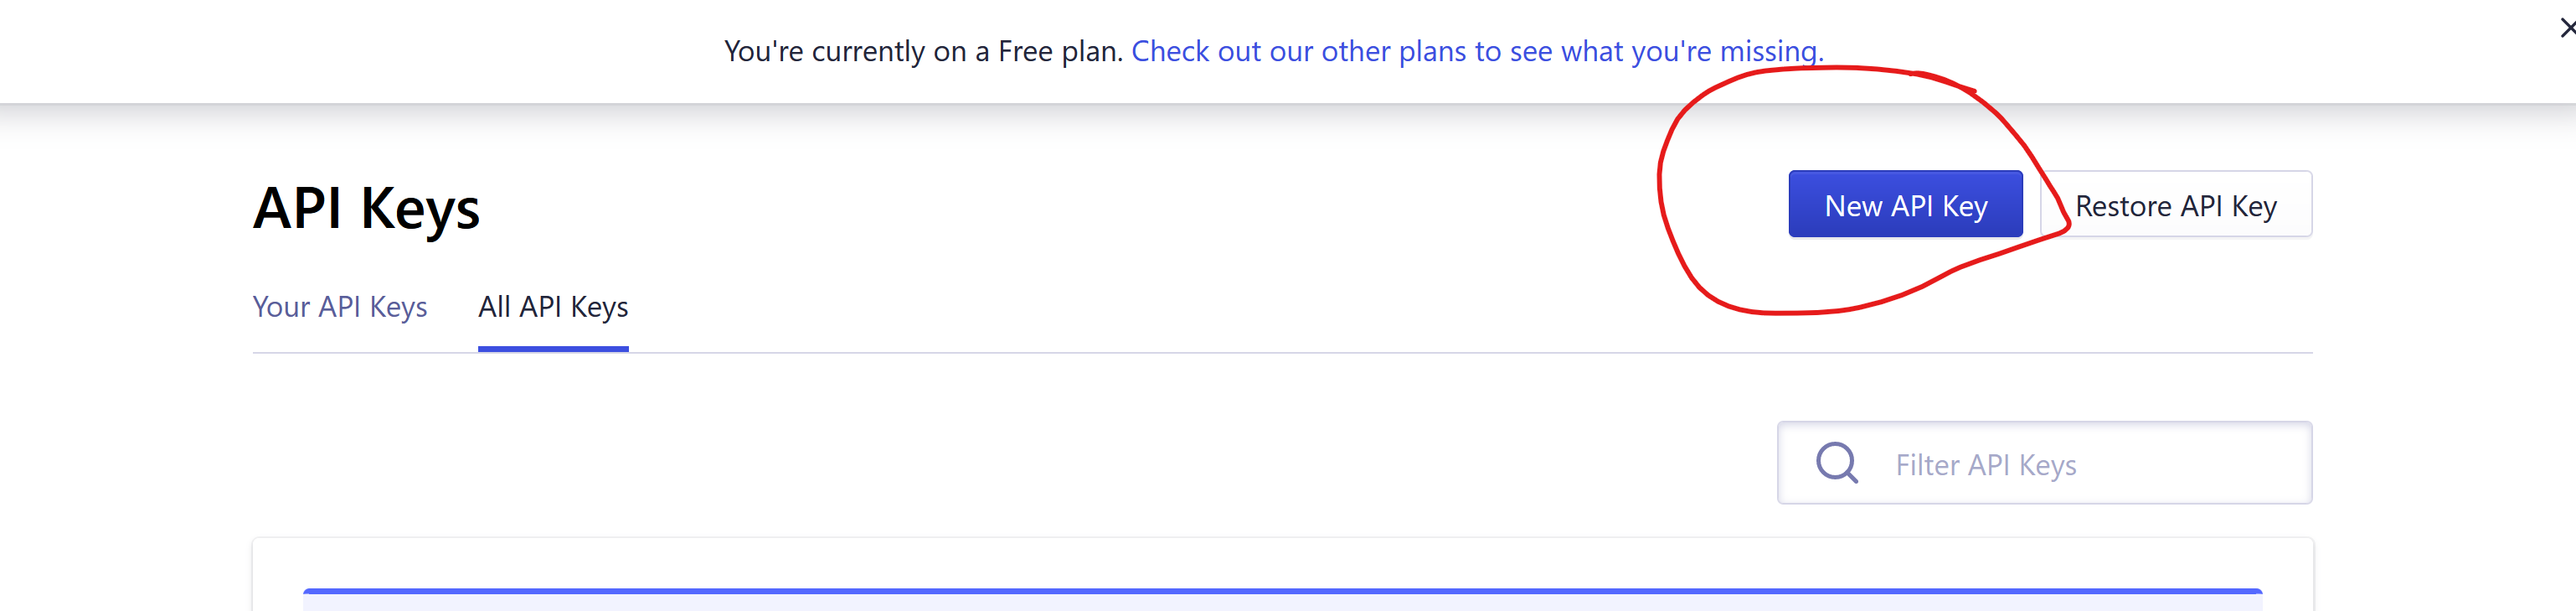 You're currently on a Free plan. Check out our other plans to see what you're missing.
API Keys
New API Key
Restore API Key
Your API Keys
All API Keys
Filter API Keys